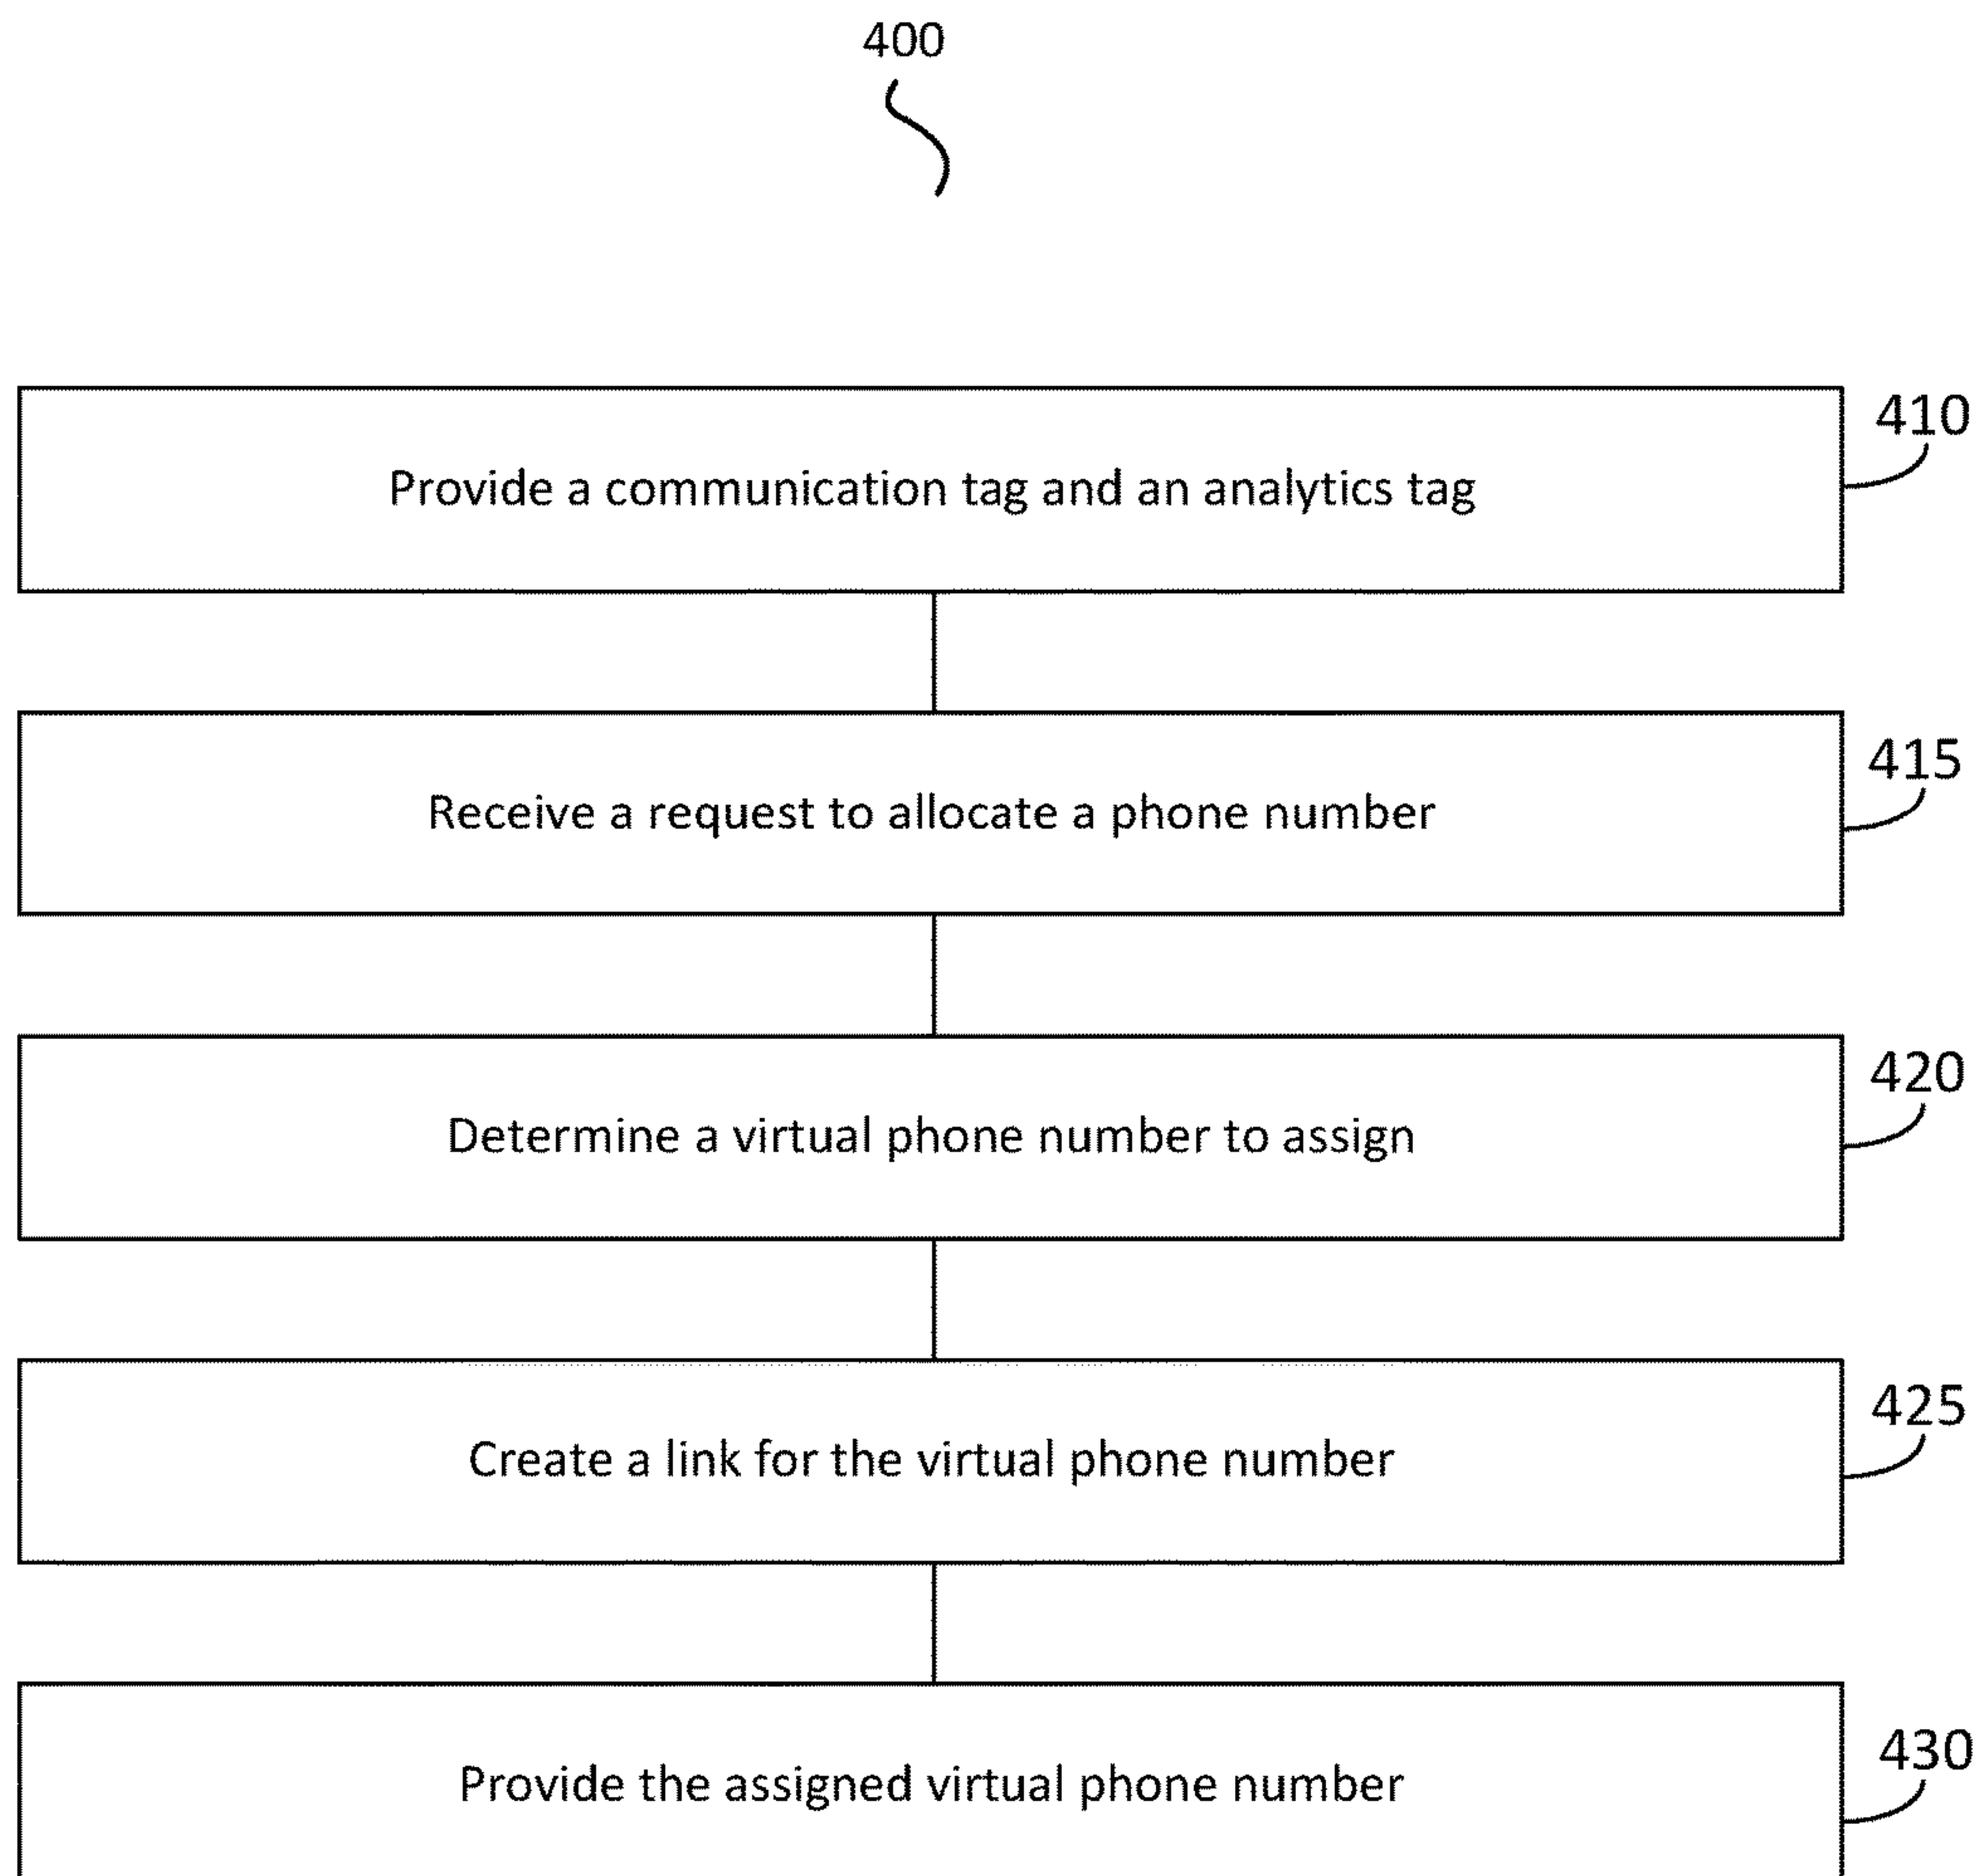 400
Provide a communication tag and an analytics tag
410
Receive a request to allocate a phone number
415
Determine a virtual phone number to assign
420
Create a link for the virtual phone number
425
Provide the assigned virtual phone number
430